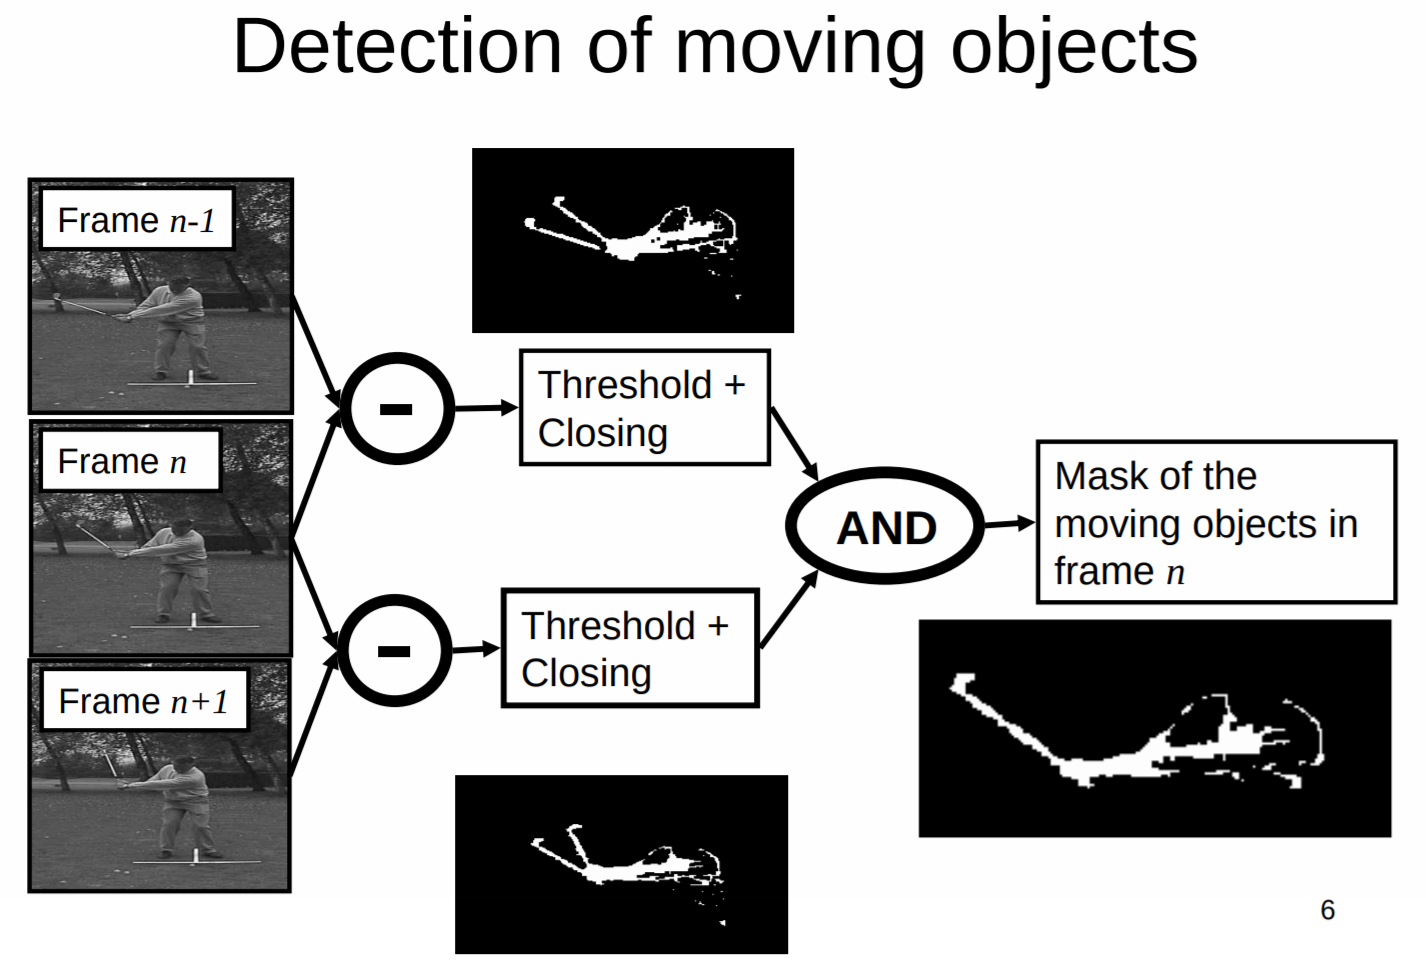 Detection of moving objects
Frame n-1
Frame n
Frame n+1
-
-
Threshold +
Closing
Threshold +
Closing
AND
Mask of the
moving objects in
frame n
6